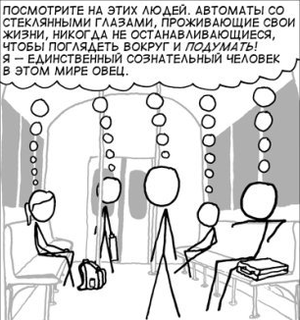 ПОСМОТРИТЕ НА ЭТИХ ЛЮДЕЙ. АВТОМАТЫ СО
СТЕКЛЯННЫМИ ГЛАЗАМИ, ПРОЖИВАЮЩИЕ СВОИ
ЖИЗНИ, НИКОГДА НЕ ОСТАНАВЛИВАЮЩИЕСЯ,
ЧТОБЫ ПОГЛЯДЕТЬ ВОКРУГ И ПОДУМАТЬ!
Я — ЕДИНСТВЕННЫЙ СОЗНАТЕЛЬНЫЙ ЧЕЛОВЕК
В ЭТОМ МИРЕ ОВЕЦ.